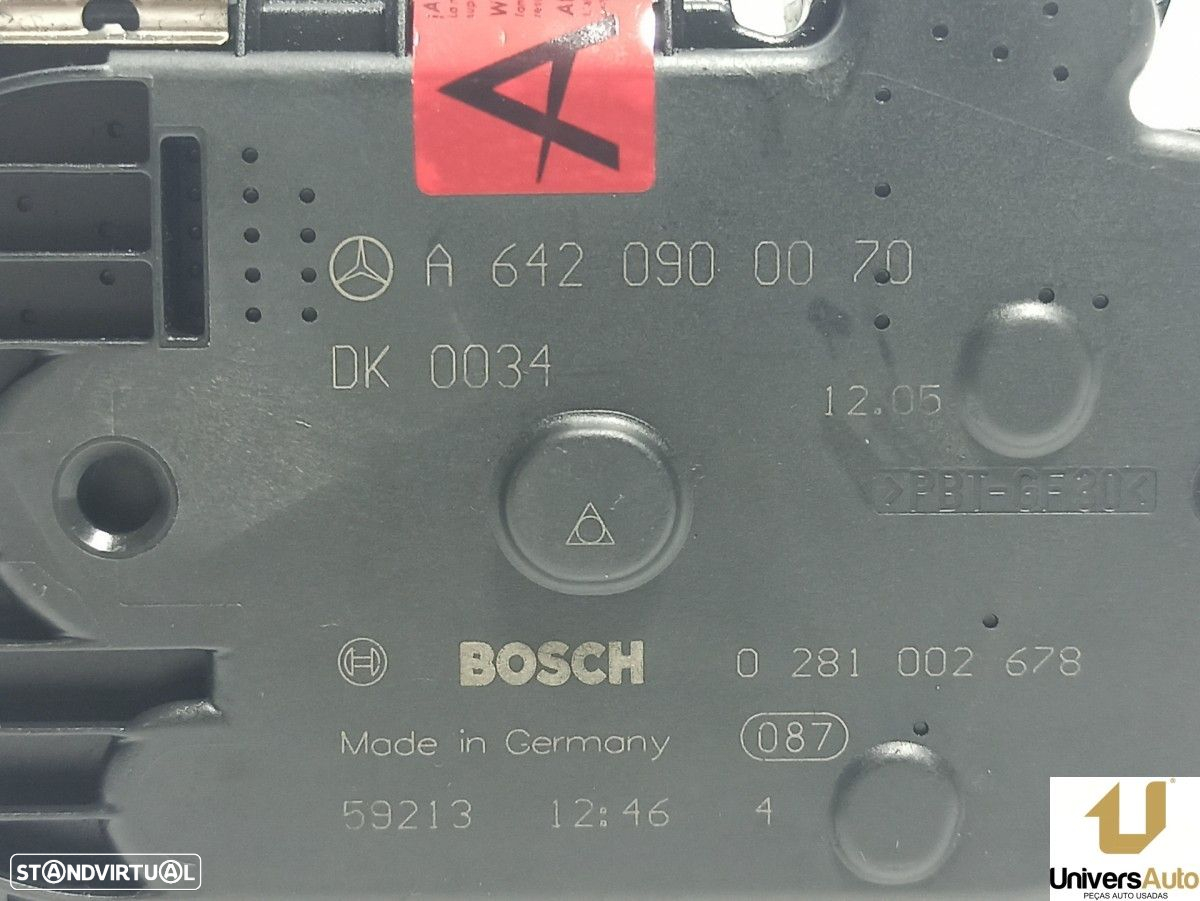 A
A 642 090 00 70
DK 0034
12.05
>PBT-GF30<
BOSCH 0 281 002 678
Made in Germany 087
59213 12:46 4
STANDVIRTUAL
UniversAuto
PEÇAS AUTO USADAS